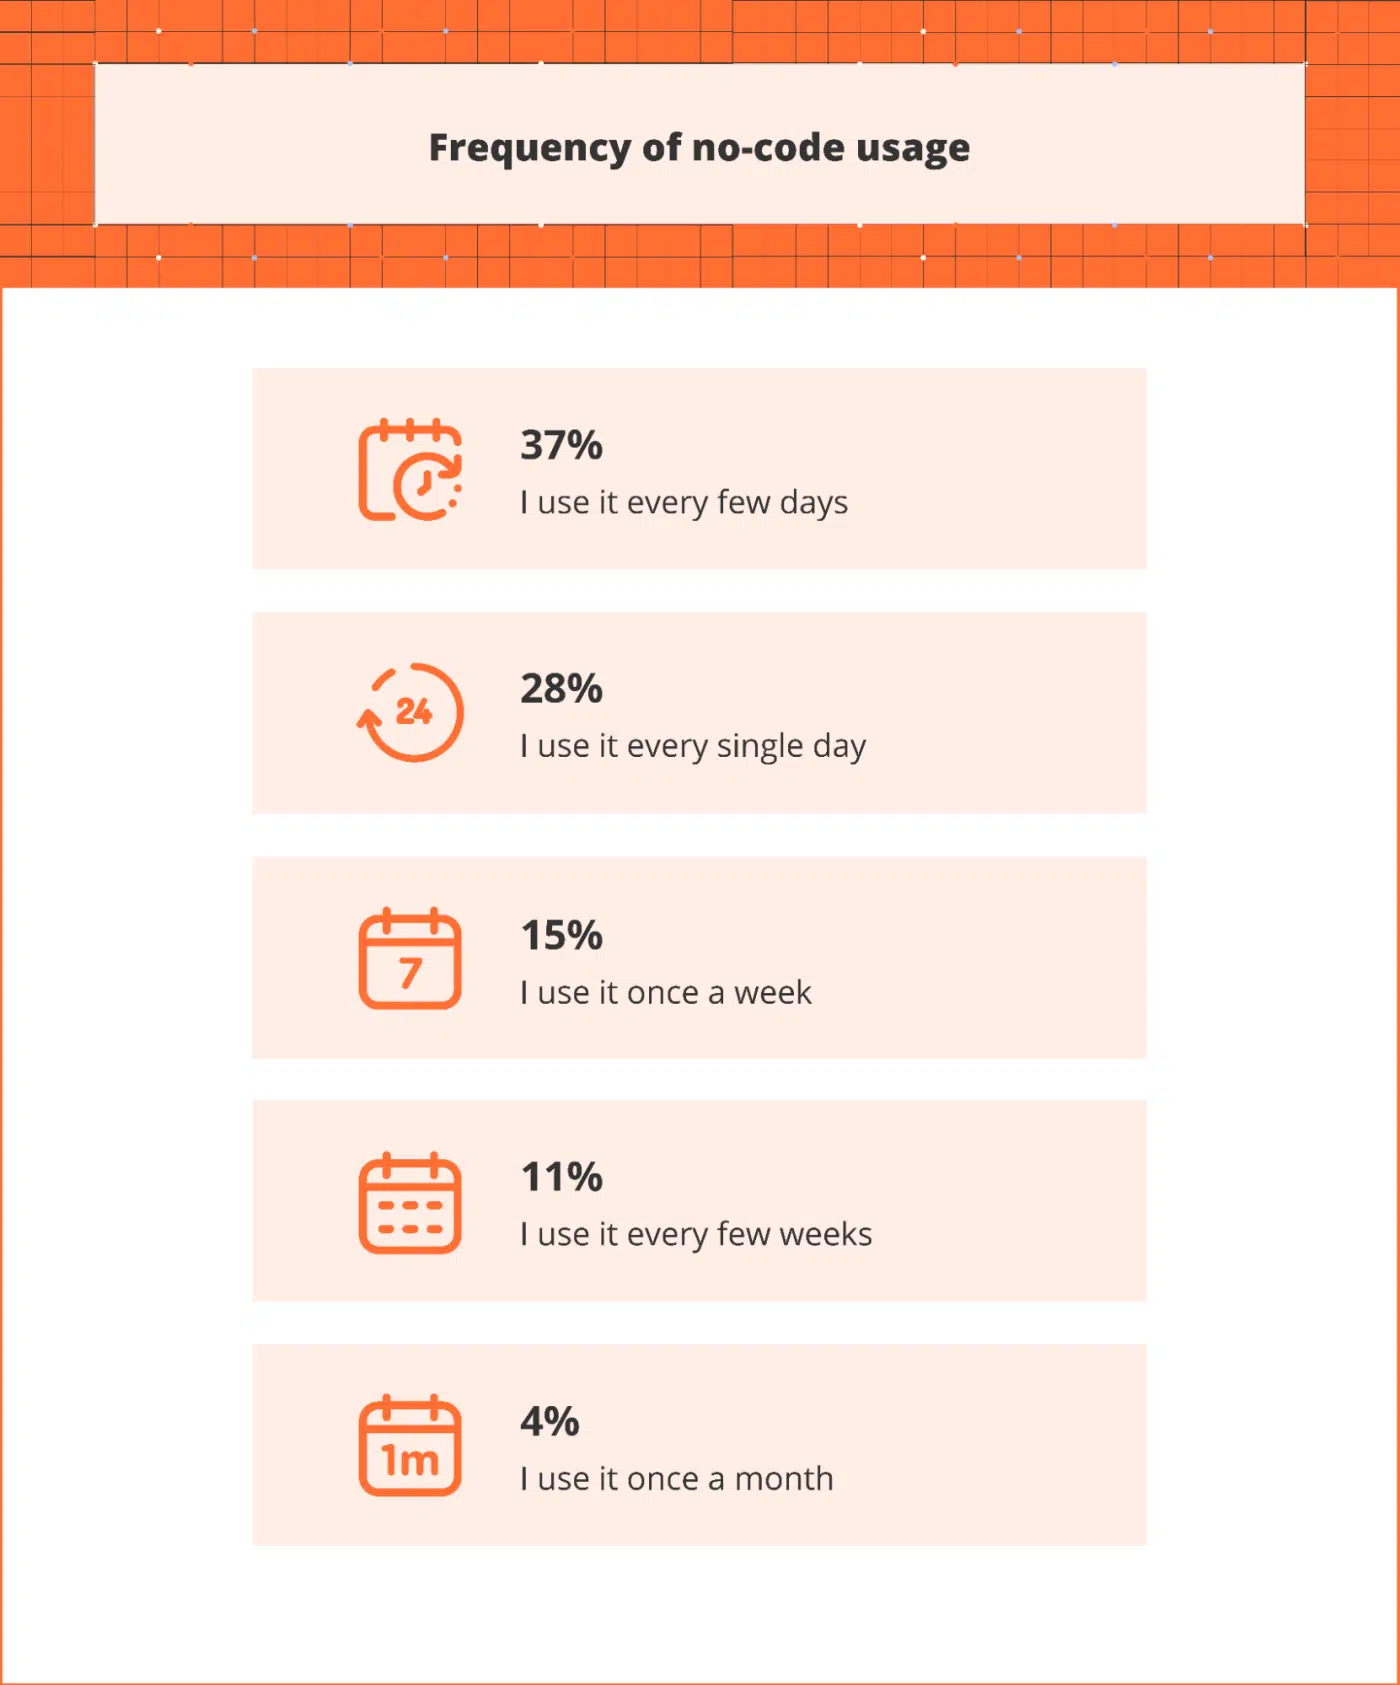 Frequency of no-code usage
37%
I use it every few days
24
28%
I use it every single day
7
15%
I use it once a week
11%
I use it every few weeks
1m
4%
I use it once a month